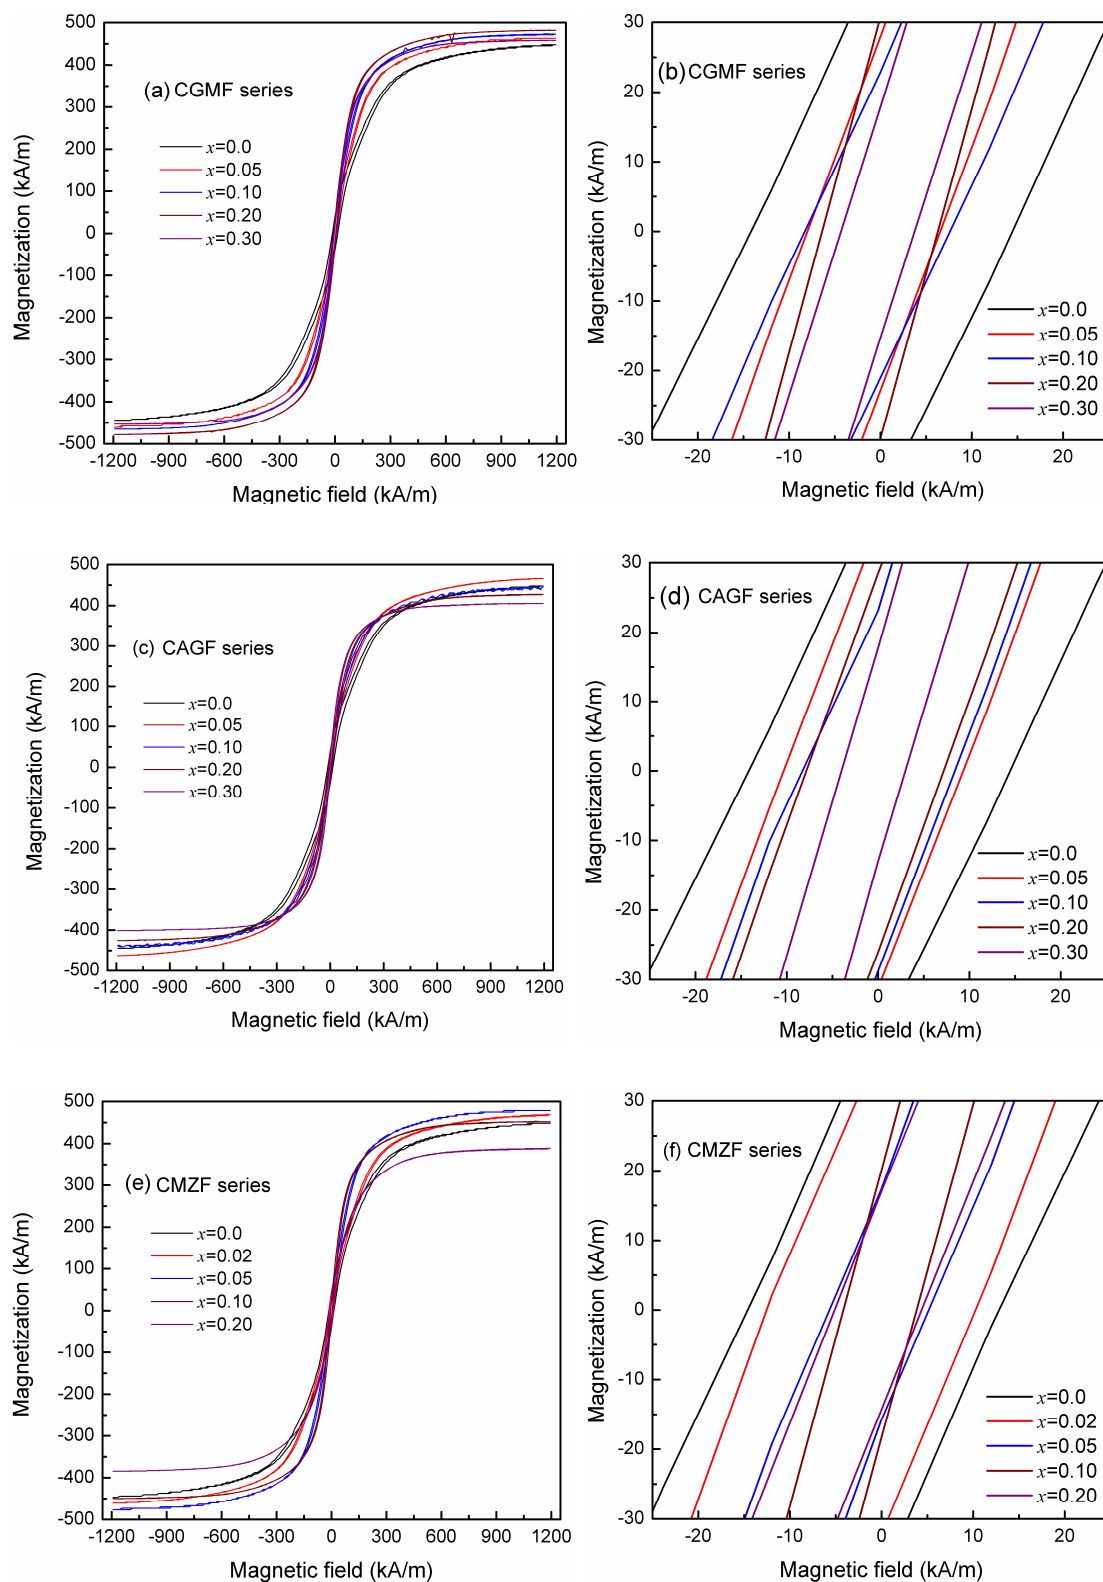 500
400
300
200
100
0
-100
-200
-300
-400
-500
Magnetization (kA/m)
(a) CGMF series
x=0.0
x=0.05
x=0.10
x=0.20
x=0.30
-1200 -900 -600 -300 0 300 600 900 1200
Magnetic field (kA/m)
30
20
10
0
-10
-20
-30
Magnetization (kA/m)
(b) CGMF series
x=0.0
x=0.05
x=0.10
x=0.20
x=0.30
-20 -10 0 10 20
Magnetic field (kA/m)
500
400
300
200
100
0
-100
-200
-300
-400
-500
Magnetization (kA/m)
(c) CAGF series
x=0.0
x=0.05
x=0.10
x=0.20
x=0.30
-1200 -900 -600 -300 0 300 600 900 1200
Magnetic field (kA/m)
30
20
10
0
-10
-20
-30
Magnetization (kA/m)
(d) CAGF series
x=0.0
x=0.05
x=0.10
x=0.20
x=0.30
-20 -10 0 10 20
Magnetic field (kA/m)
500
400
300
200
100
0
-100
-200
-300
-400
-500
Magnetization (kA/m)
(e) CMZF series
x=0.0
x=0.02
x=0.05
x=0.10
x=0.20
-1200 -900 -600 -300 0 300 600 900 1200
Magnetic field (kA/m)
30
20
10
0
-10
-20
-30
Magnetization (kA/m)
(f) CMZF series
x=0.0
x=0.02
x=0.05
x=0.10
x=0.20
-20 -10 0 10 20
Magnetic field (kA/m)